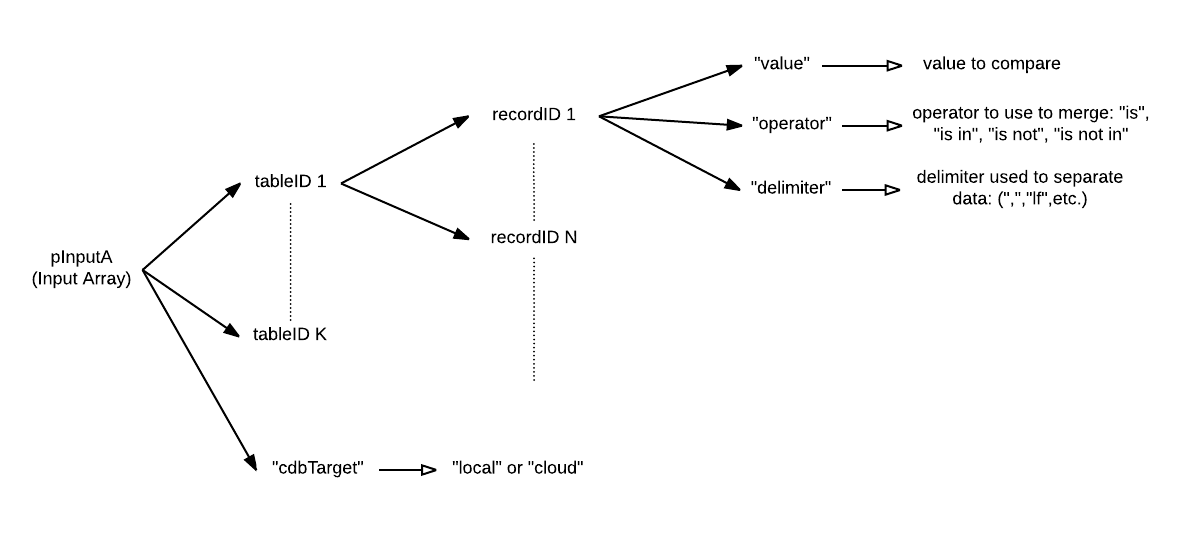 "value"
value to compare
recordID 1
"operator"
operator to use to merge: "is",
"is in", "is not", "is not in"
tableID 1
"delimiter"
delimiter used to separate
data: (",","lf",etc.)
recordID N
pInputA
(Input Array)
tableID K
"cdbTarget"
"local" or "cloud"